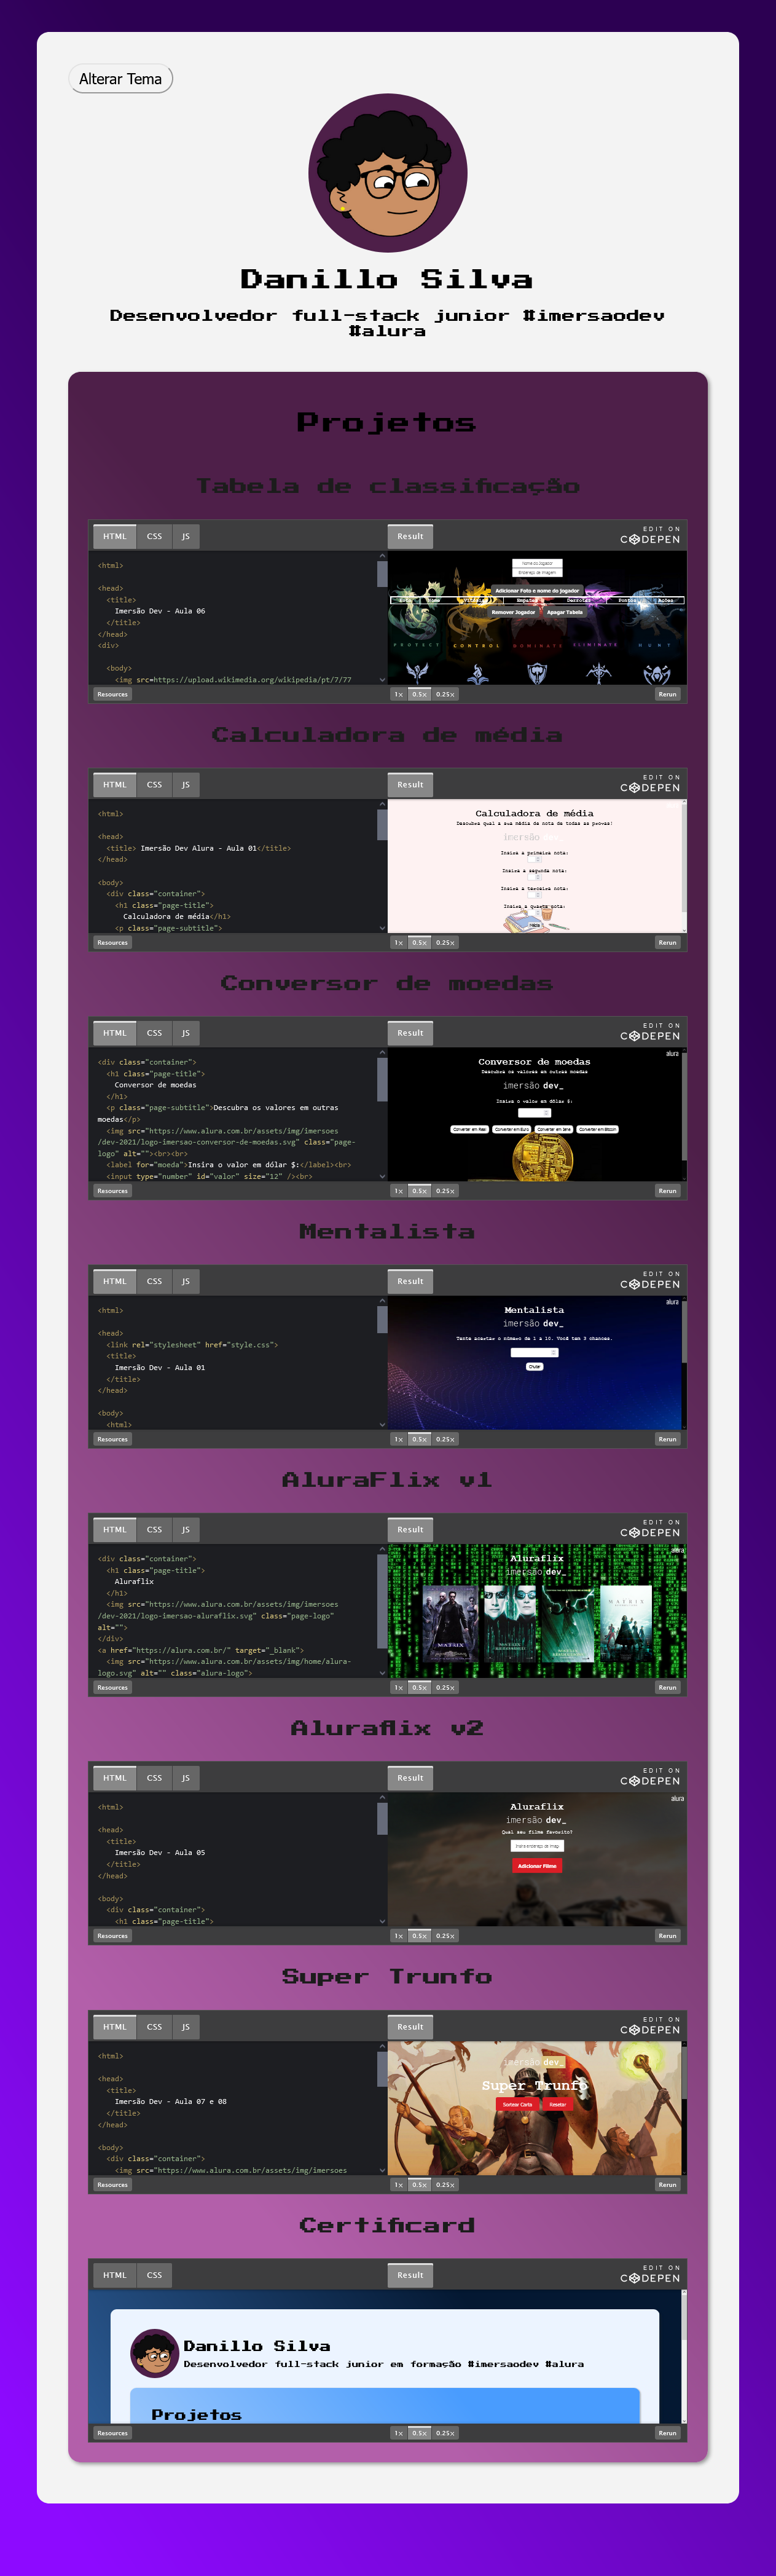 Alterar Tema
Danillo Silva
Desenvolvedor full-stack junior #imersaodev
#alura
Projetos
Tabela de classificação
HTML CSS JS Result EDIT ON
CODEPEN
<html>
<head>
<title>
Imersão Dev - Aula 06
</title>
</head>
<div>
<body>
<img src=https://upload.wikimedia.org/wikipedia/pt/7/77
Adicionar Foto e nome do jogador
Remover Jogador Apagar Tabela
PROTECT CONTROL DOMINATE ELIMINATE HUNT
Resources 1x 0.5x 0.25x Rerun
Calculadora de média
HTML CSS JS Result EDIT ON
CODEPEN
<html>
<head>
<title> Imersão Dev Alura - Aula 01</title>
</head>
<body>
<div class="container">
<h1 class="page-title">
Calculadora de média</h1>
<p class="page-subtitle">
Calculadora de média
Descubra qual a sua média de nota de todas as provas!
imersão
Insira a primeira nota:
Insira a segunda nota:
Insira a terceira nota:
Insira a quarta nota:
Resources 1x 0.5x 0.25x Rerun
Conversor de moedas
HTML CSS JS Result EDIT ON
CODEPEN
<div class="container">
<h1 class="page-title">
Conversor de moedas
</h1>
<p class="page-subtitle">Descubra os valores em outras
moedas</p>
<img src="https://www.alura.com.br/assets/img/imersoes
/dev-2021/logo-imersao-conversor-de-moedas.svg" class="page-
logo" alt=""><br><br>
<label for="moeda">Insira o valor em dólar $:</label><br>
<input type="number" id="valor" size="12" /><br>
alura
Conversor de moedas
Descubra os valores em outras moedas
imersão dev_
Insira o valor em dólar $:
Converter em Real Converter em Euro Converter em Iene Converter em Bitcoin
Resources 1x 0.5x 0.25x Rerun
Mentalista
HTML CSS JS Result EDIT ON
CODEPEN
<html>
<head>
<link rel="stylesheet" href="style.css">
<title>
Imersão Dev - Aula 01
</title>
</head>
<body>
<html>
alura
Mentalista
imersão dev_
Tente acertar o número de 1 a 10. Você tem 3 chances.
Chutar
Resources 1x 0.5x 0.25x Rerun
AluraFlix v1
HTML CSS JS Result EDIT ON
CODEPEN
<div class="container">
<h1 class="page-title">
Aluraflix
</h1>
<img src="https://www.alura.com.br/assets/img/imersoes
/dev-2021/logo-imersao-aluraflix.svg" class="page-logo"
alt="">
</div>
<a href="https://alura.com.br/" target="_blank">
<img src="https://www.alura.com.br/assets/img/home/alura-
logo.svg" alt="" class="alura-logo">
alura
Aluraflix
imersão dev_
MATRIX
Resources 1x 0.5x 0.25x Rerun
Aluraflix v2
HTML CSS JS Result EDIT ON
CODEPEN
<html>
<head>
<title>
Imersão Dev - Aula 05
</title>
</head>
<body>
<div class="container">
<h1 class="page-title">
alura
Aluraflix
imersão dev_
Qual seu filme favorito?
Adicionar Filme
Resources 1x 0.5x 0.25x Rerun
Super Trunfo
HTML CSS JS Result EDIT ON
CODEPEN
<html>
<head>
<title>
Imersão Dev - Aula 07 e 08
</title>
</head>
<body>
<div class="container">
<img src="https://www.alura.com.br/assets/img/imersoes
imersão dev_
Super Trunfo
Sortear Carta Resetar
Resources 1x 0.5x 0.25x Rerun
Certificard
HTML CSS Result EDIT ON
CODEPEN
Danillo Silva
Desenvolvedor full-stack junior em formação #imersaodev #alura
Projetos
Resources 1x 0.5x 0.25x Rerun